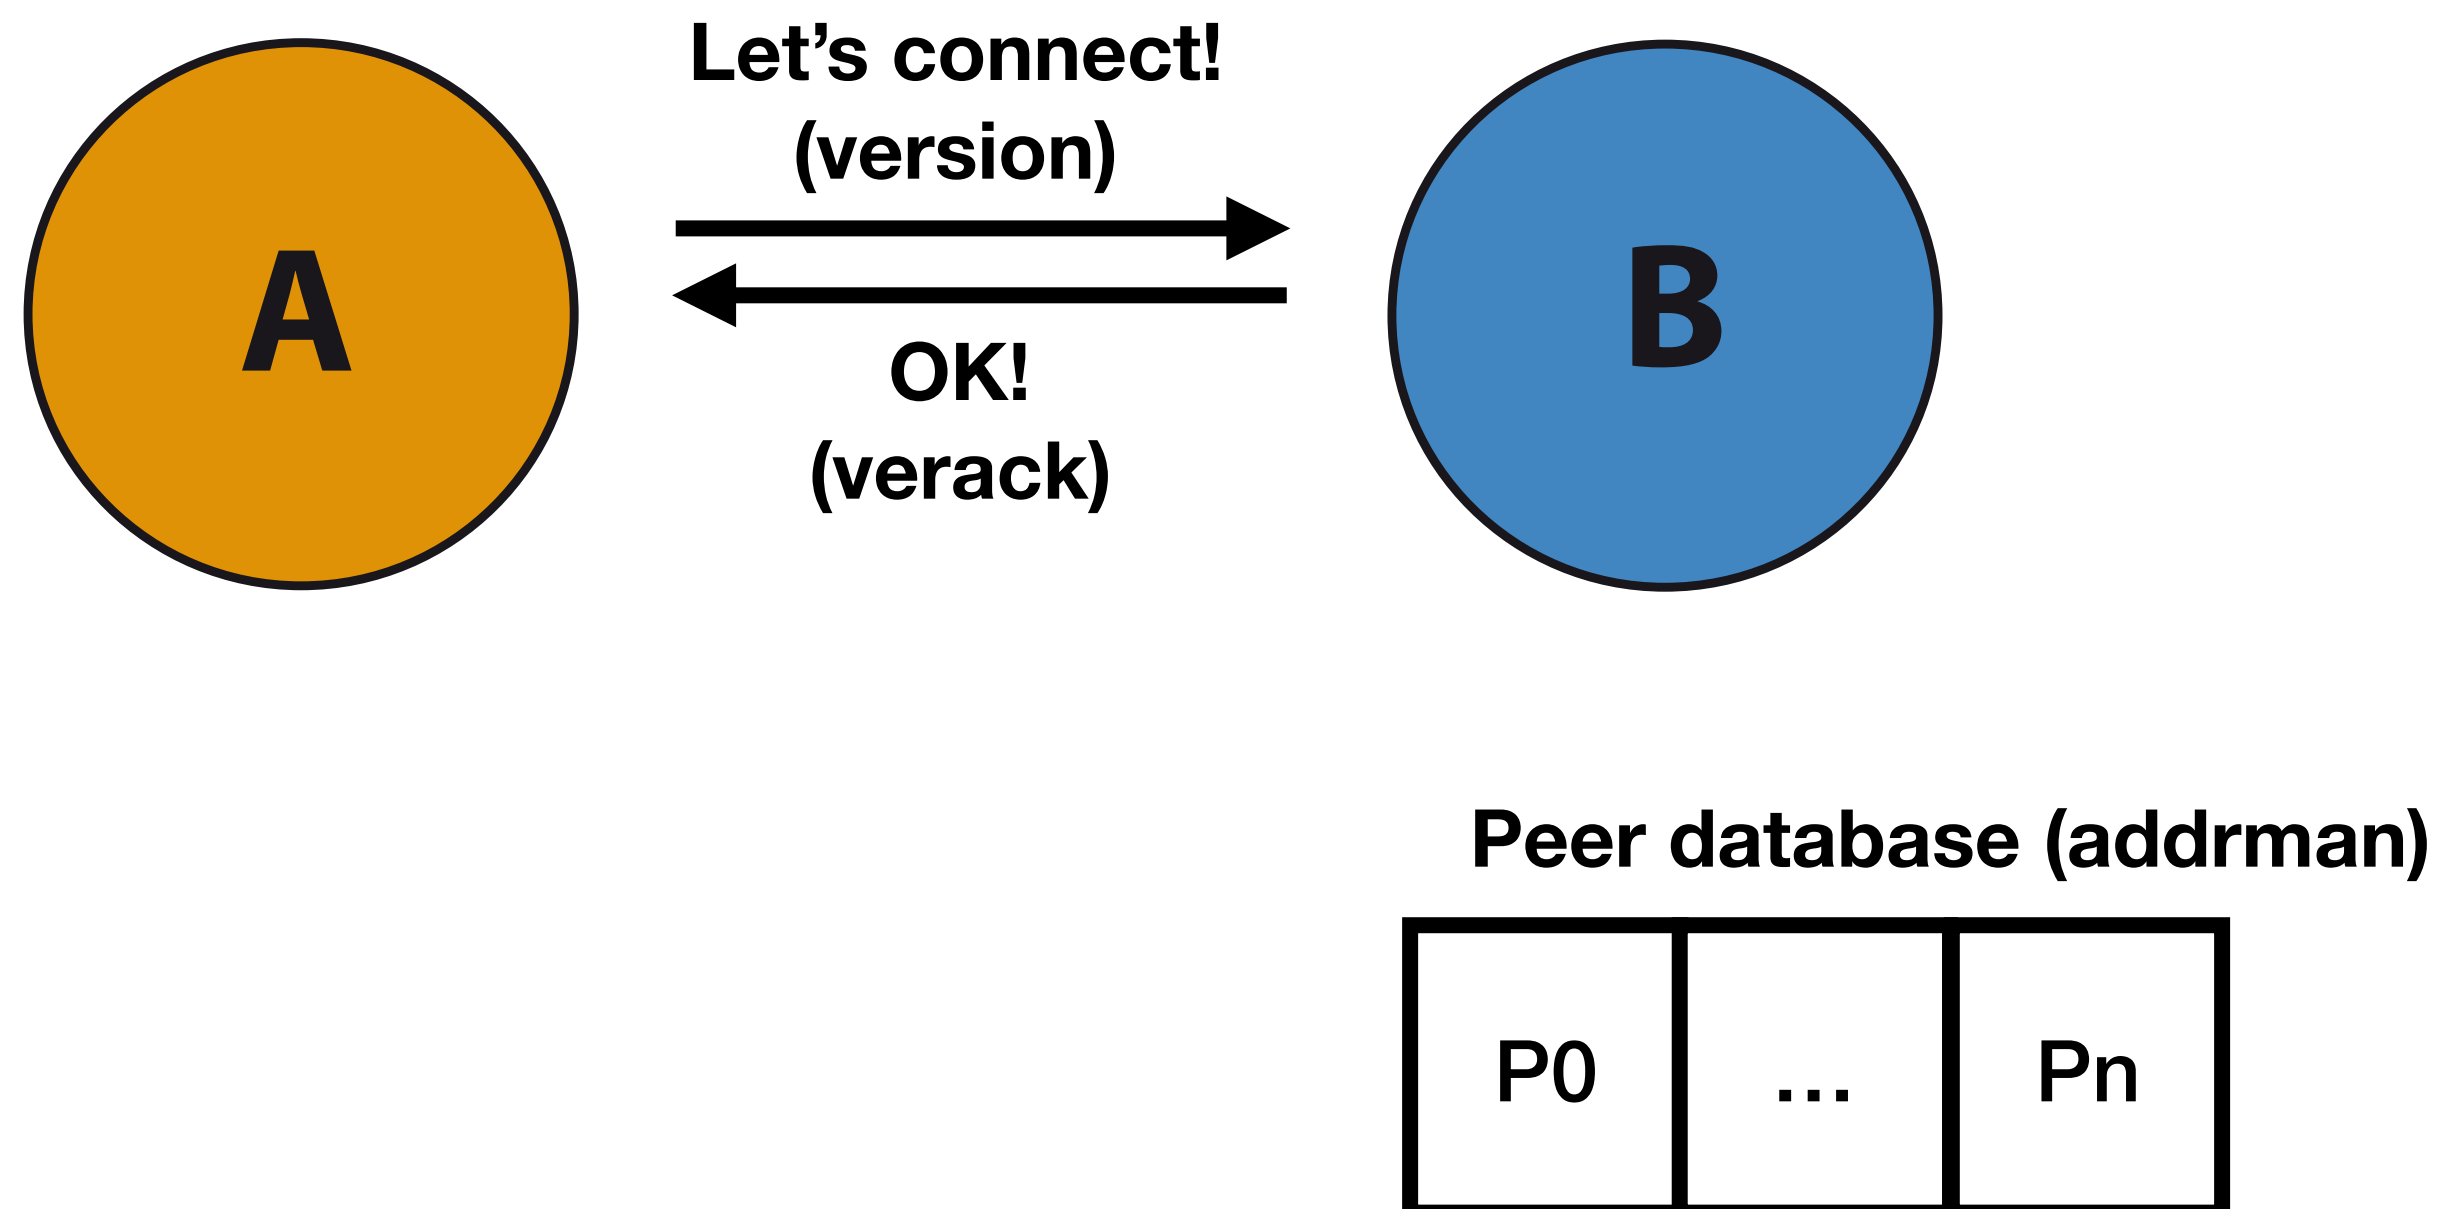 Let’s connect!
(version)
A
B
OK!
(verack)
Peer database (addrman)
P0 ... Pn